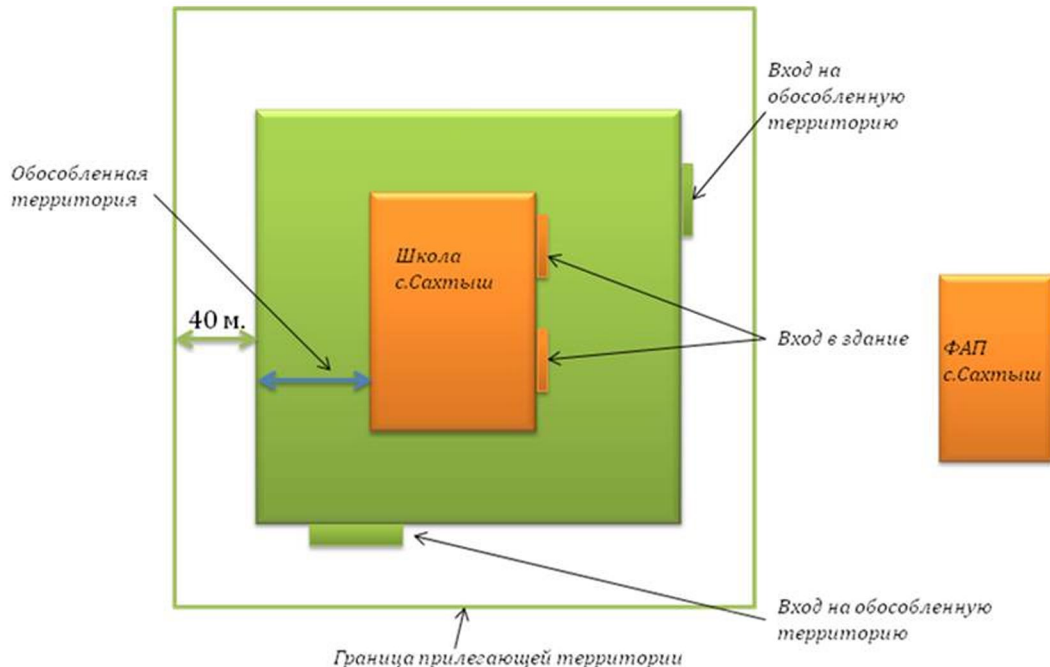 Вход на
обособленную
территорию
Обособленная
территория
Школа
с.Сахтыш
40 м.
Вход в здание
ФАП
с.Сахтыш
Вход на обособленную
территорию
Граница прилегающей территории